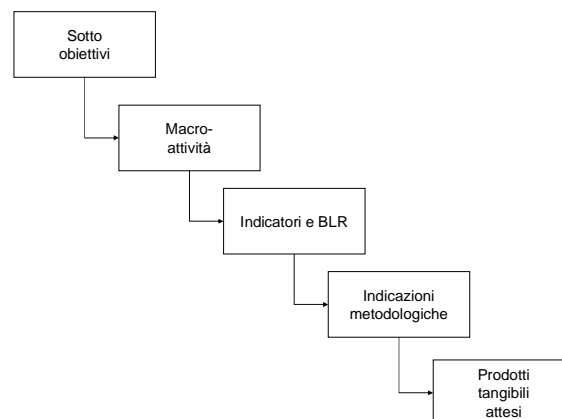 Sotto
obiettivi
Macro-
attività
Indicatori e BLR
Indicazioni
metodologiche
Prodotti
tangibili
attesi